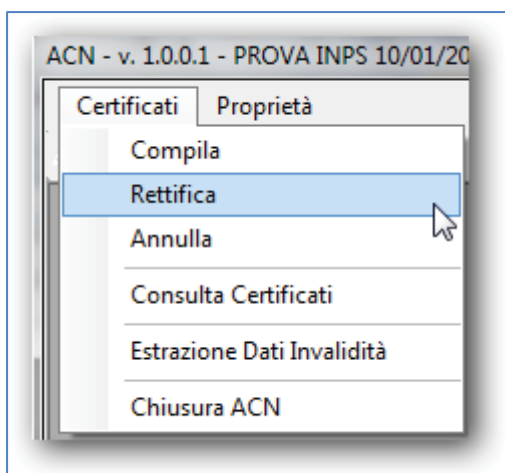 ACN - v. 1.0.0.1 - PROVA INPS 10/01/20
Certificati Proprietà
Compila
Rettifica
Annulla
Consulta Certificati
Estrazione Dati Invalidità
Chiusura ACN